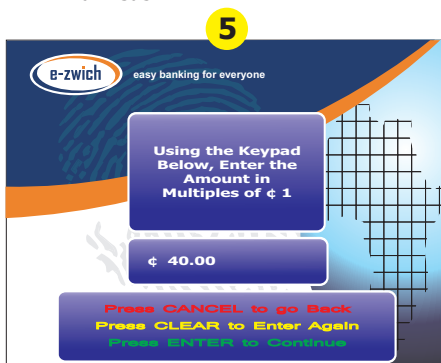 5
e-zwich
easy banking for everyone
Using the Keypad
Below, Enter the
Amount in
Multiples of ¢ 1
¢ 40.00
Press CANCEL to go Back
Press CLEAR to Enter Again
Press ENTER to Continue